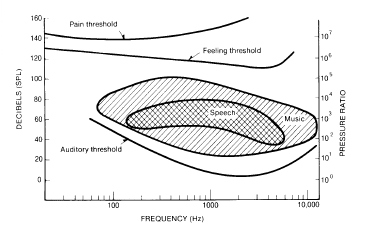 Pain threshold
Feeling threshold
Speech
Music
Auditory threshold
DECIBELS (SPL)
160
140
120
100
80
60
40
20
0
PRESSURE RATIO
10⁷
10⁶
10⁵
10⁴
10³
10²
10¹
10⁰
100
1000
10,000
FREQUENCY (Hz)